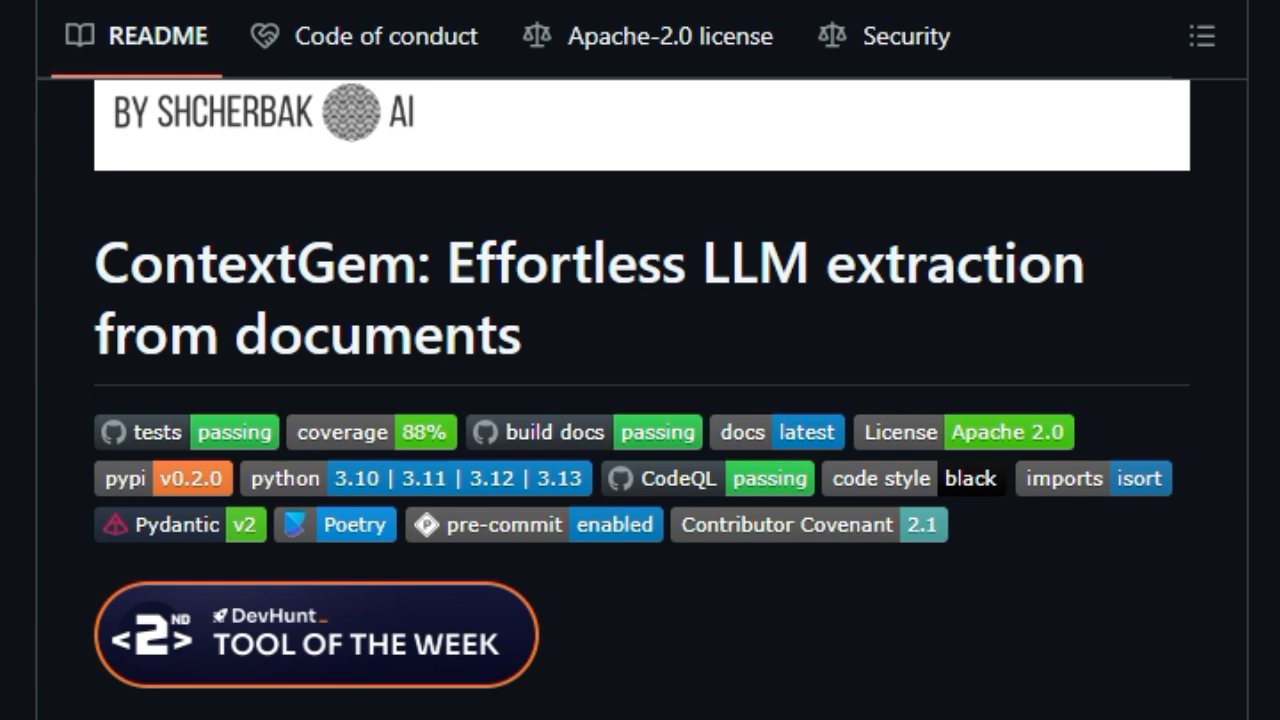 README Code of conduct Apache-2.0 license Security
BY SHCHERBAK AI
ContextGem: Effortless LLM extraction
from documents
tests passing coverage 88% build docs passing docs latest License Apache 2.0
pypi v0.2.0 python 3.10 | 3.11 | 3.12 | 3.13 CodeQL passing code style black imports isort
Pydantic v2 Poetry pre-commit enabled Contributor Covenant 2.1
<2> ND DevHunt_
TOOL OF THE WEEK